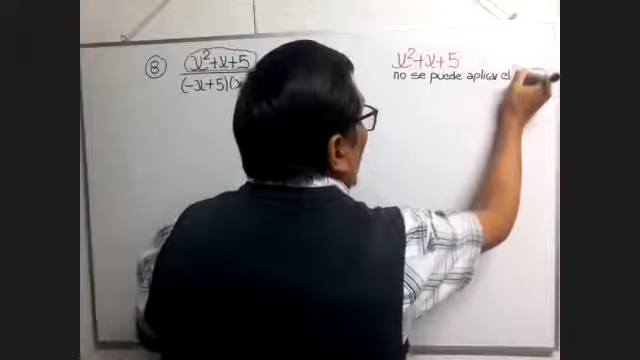 8
x²+x+5
(-x+5)(x
x²+x+5
no se puede aplicar el